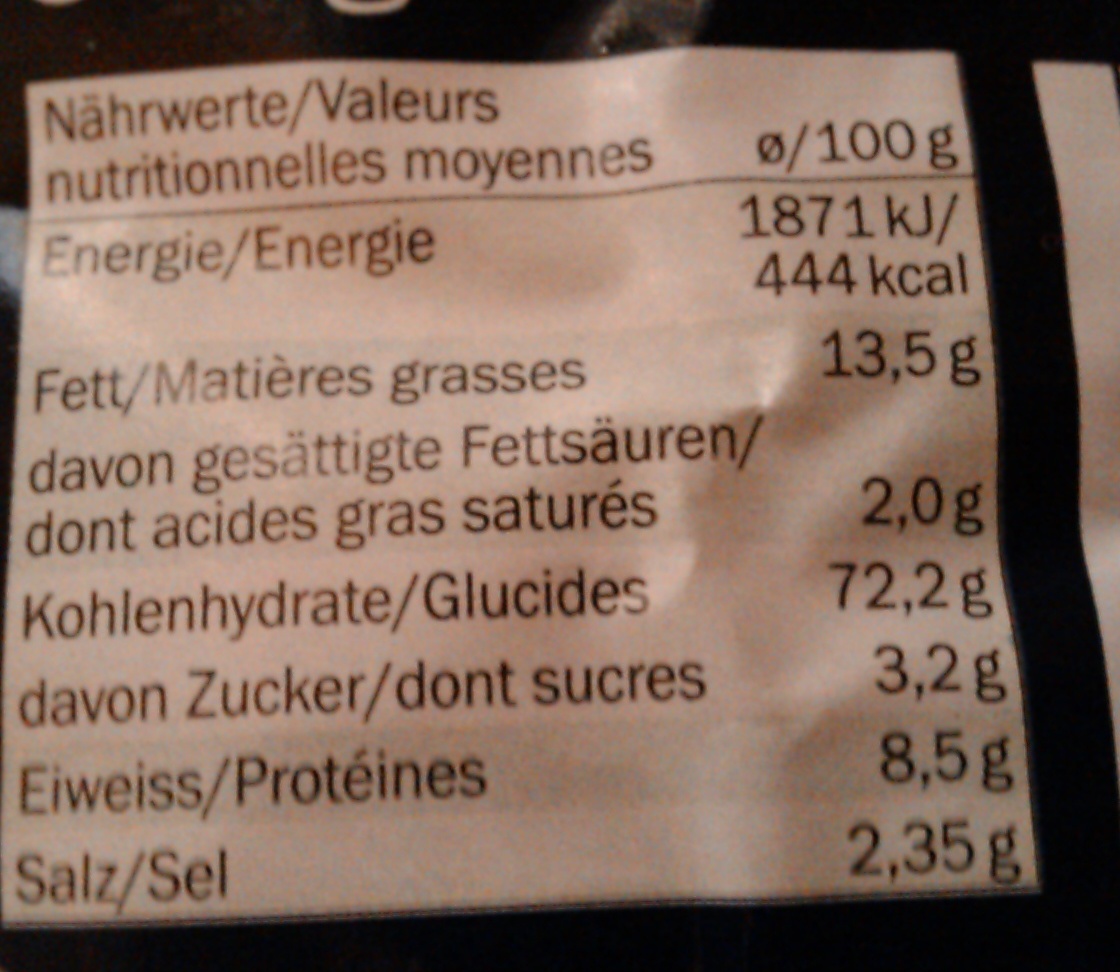 Nährwerte/Valeurs
nutritionnelles moyennes ø/100 g
Energie/Energie 1871 kJ/
444 kcal
Fett/Matières grasses 13,5 g
davon gesättigte Fettsäuren/
dont acides gras saturés 2,0 g
Kohlenhydrate/Glucides 72,2 g
davon Zucker/dont sucres 3,2 g
Eiweiss/Protéines 8,5 g
Salz/Sel 2,35 g